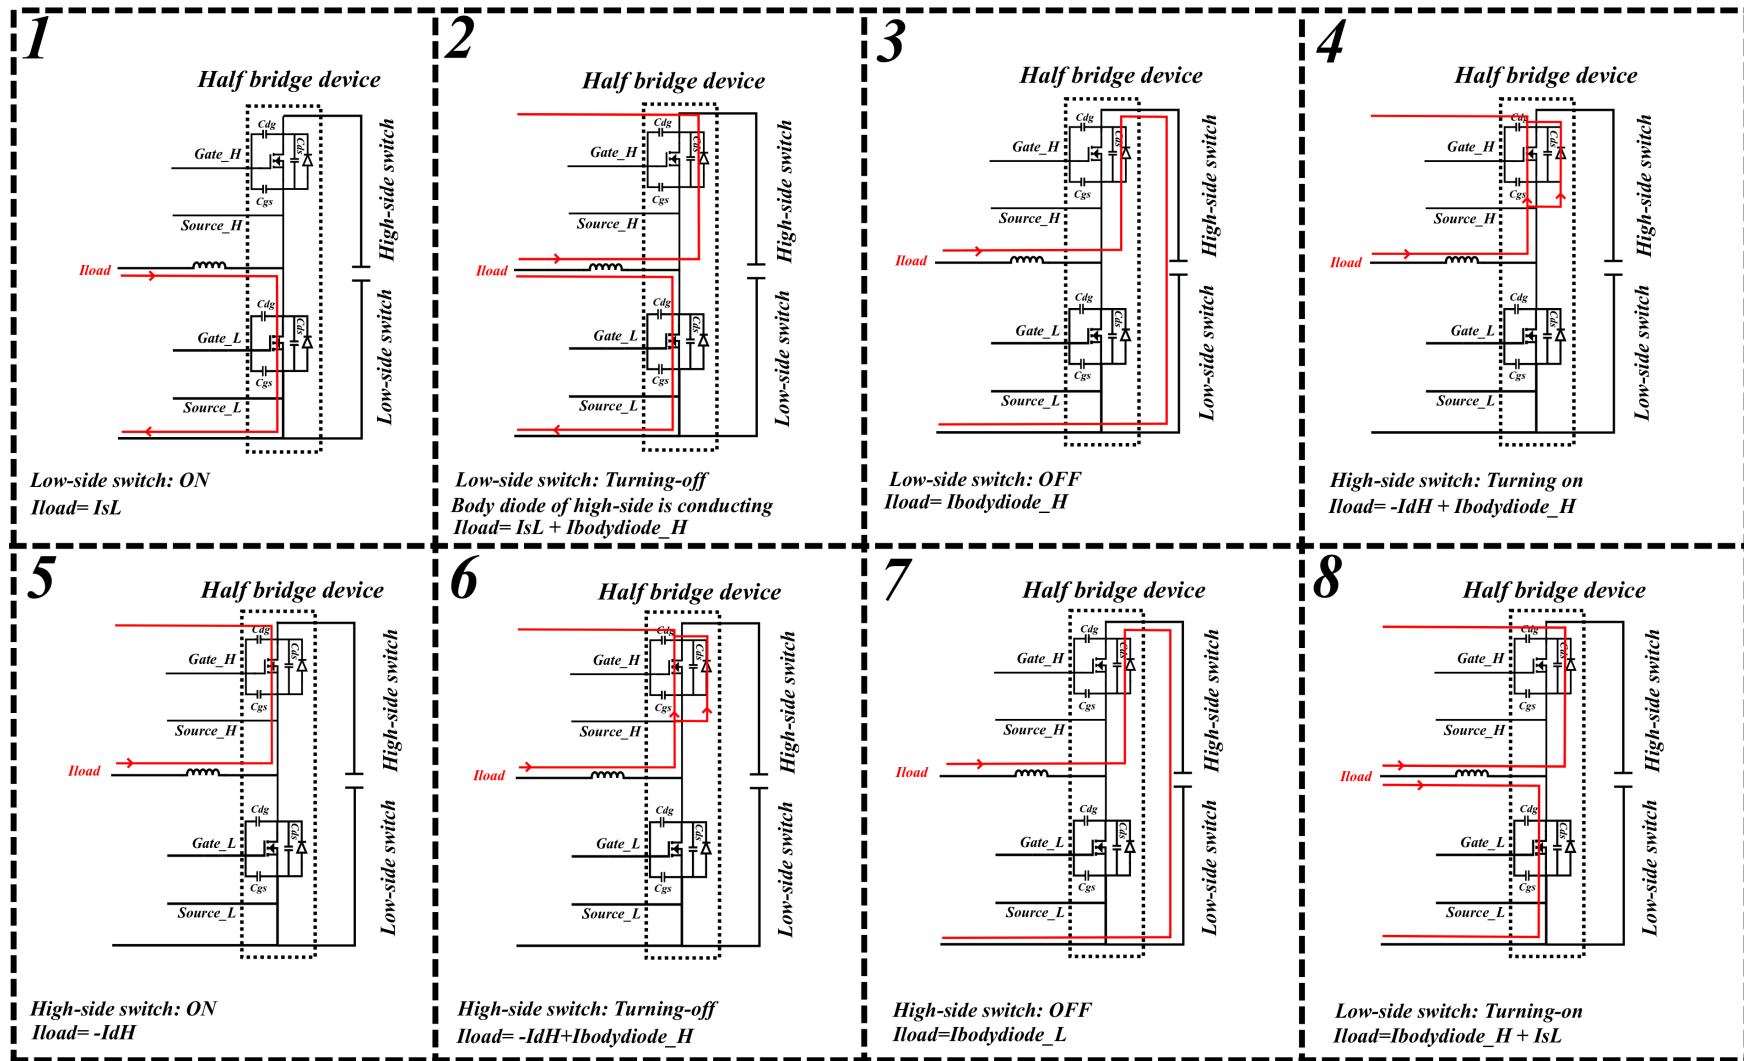 1
Half bridge device
Cdg
Gate_H
Cds
Cgs
Source_H
High-side switch
Iload
Cdg
Gate_L
Cds
Cgs
Source_L
Low-side switch
Low-side switch: ON
Iload= IsL
2
Half bridge device
Cdg
Gate_H
Cds
Cgs
Source_H
High-side switch
Iload
Cdg
Gate_L
Cds
Cgs
Source_L
Low-side switch
Low-side switch: Turning-off
Body diode of high-side is conducting
Iload= IsL + Ibodydiode_H
3
Half bridge device
Cdg
Gate_H
Cds
Cgs
Source_H
High-side switch
Iload
Cdg
Gate_L
Cds
Cgs
Source_L
Low-side switch
Low-side switch: OFF
Iload= Ibodydiode_H
4
Half bridge device
Cdg
Gate_H
Cds
Cgs
Source_H
High-side switch
Iload
Cdg
Gate_L
Cds
Cgs
Source_L
Low-side switch
High-side switch: Turning on
Iload= -IdH + Ibodydiode_H
5
Half bridge device
Cdg
Gate_H
Cds
Cgs
Source_H
High-side switch
Iload
Cdg
Gate_L
Cds
Cgs
Source_L
Low-side switch
High-side switch: ON
Iload= -IdH
6
Half bridge device
Cdg
Gate_H
Cds
Cgs
Source_H
High-side switch
Iload
Cdg
Gate_L
Cds
Cgs
Source_L
Low-side switch
High-side switch: Turning-off
Iload= -IdH+Ibodydiode_H
7
Half bridge device
Cdg
Gate_H
Cds
Cgs
Source_H
High-side switch
Iload
Cdg
Gate_L
Cds
Cgs
Source_L
Low-side switch
High-side switch: OFF
Iload=Ibodydiode_L
8
Half bridge device
Cdg
Gate_H
Cds
Cgs
Source_H
High-side switch
Iload
Cdg
Gate_L
Cds
Cgs
Source_L
Low-side switch
Low-side switch: Turning-on
Iload=Ibodydiode_H + IsL